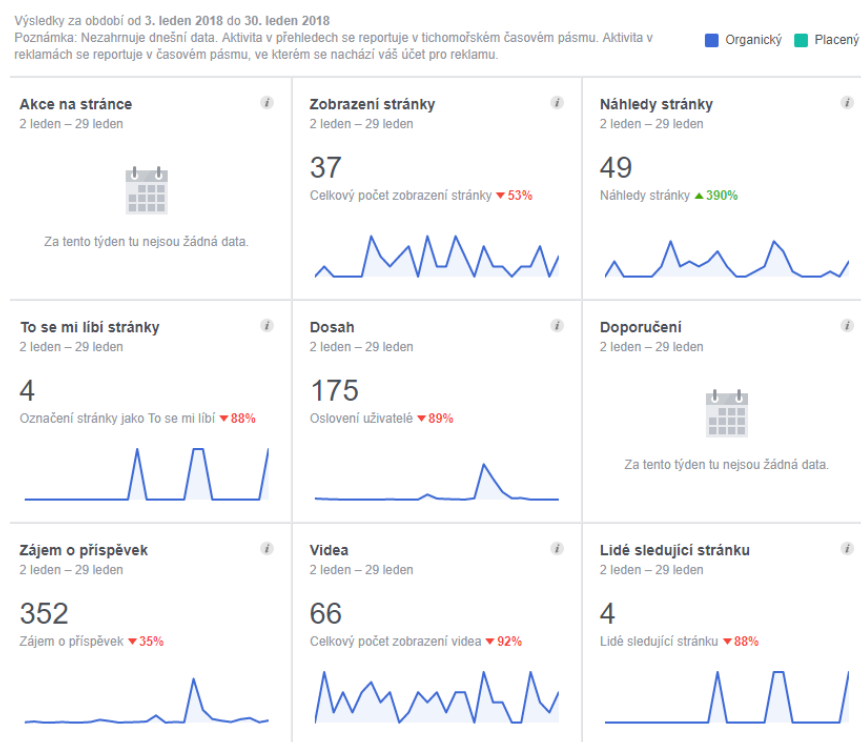 Výsledky za období od 3. leden 2018 do 30. leden 2018
Poznámka: Nezahrnuje dnešní data. Aktivita v přehledech se reportuje v tichomořském časovém pásmu. Aktivita v
reklamách se reportuje v časovém pásmu, ve kterém se nachází váš účet pro reklamu.
Organický Placený
Akce na stránce
2 leden – 29 leden
Za tento týden tu nejsou žádná data.
Zobrazení stránky
2 leden – 29 leden
37
Celkový počet zobrazení stránky ▼53%
Náhledy stránky
2 leden – 29 leden
49
Náhledy stránky ▲390%
To se mi líbí stránky
2 leden – 29 leden
4
Označení stránky jako To se mi líbí ▼88%
Dosah
2 leden – 29 leden
175
Oslovení uživatelé ▼89%
Doporučení
2 leden – 29 leden
Za tento týden tu nejsou žádná data.
Zájem o příspěvek
2 leden – 29 leden
352
Zájem o příspěvek ▼35%
Videa
2 leden – 29 leden
66
Celkový počet zobrazení videa ▼92%
Lidé sledující stránku
2 leden – 29 leden
4
Lidé sledující stránku ▼88%